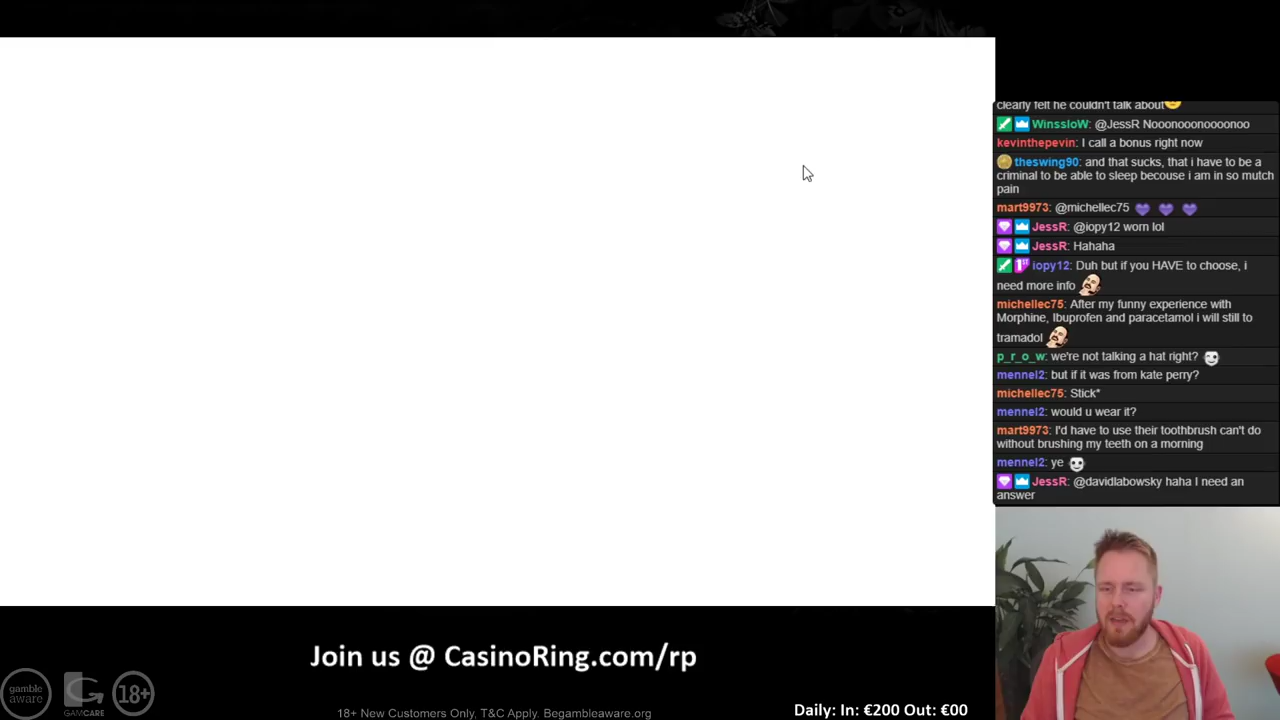 clearly felt he couldn't talk about
WinssloW: @JessR Nooonooonoooonoo
kevinthepevin: I call a bonus right now
theswing90: and that sucks, that i have to be a
criminal to be able to sleep becouse i am in so mutch
pain
mart9973: @michellec75
JessR: @iopy12 worn lol
JessR: Hahaha
iopy12: Duh but if you HAVE to choose, i
need more info
michellec75: After my funny experience with
Morphine, Ibuprofen and paracetamol i will still to
tramadol
p_r_o_w: we're not talking a hat right?
mennel2: but if it was from kate perry?
michellec75: Stick*
mennel2: would u wear it?
mart9973: I'd have to use their toothbrush can't do
without brushing my teeth on a morning
mennel2: ye
JessR: @davidlabowsky haha I need an
answer
Join us @ CasinoRing.com/rp
gamble
aware
GAMCARE
18+
18+ New Customers Only, T&C Apply. Begambleaware.org
Daily: In: €200 Out: €00